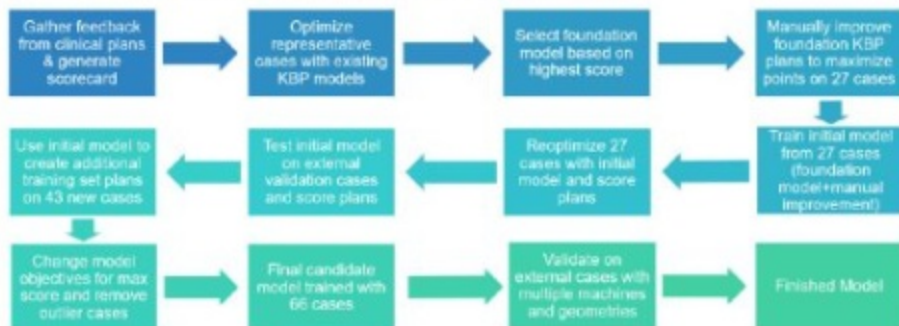 Gather feedback
from clinical plans
& generate
scorecard
Optimize
representative
cases with existing
KBP models
Select foundation
model based on
highest score
Manually improve
foundation KBP
plans to maximize
points on 27 cases
Train initial model
from 27 cases
(foundation
model+manual
improvement)
Reoptimize 27
cases with initial
model and score
plans
Test initial model
on external
validation cases
and score plans
Use initial model to
create additional
training set plans
on 43 new cases
Change model
objectives for max
score and remove
outlier cases
Final candidate
model trained with
66 cases
Validate on
external cases with
multiple machines
and geometries
Finished Model